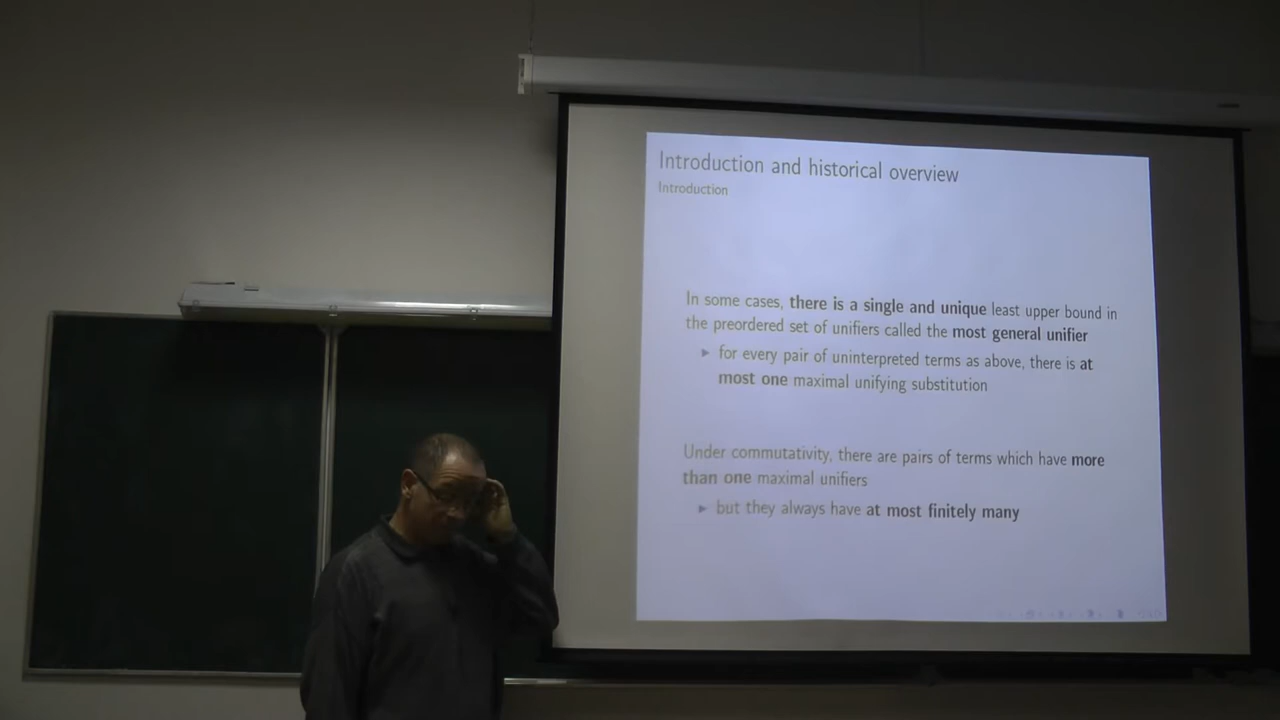 Introduction and historical overview
Introduction
In some cases, there is a single and unique least upper bound in
the preordered set of unifiers called the most general unifier
for every pair of uninterpreted terms as above, there is at
most one maximal unifying substitution
Under commutativity, there are pairs of terms which have more
than one maximal unifiers
but they always have at most finitely many